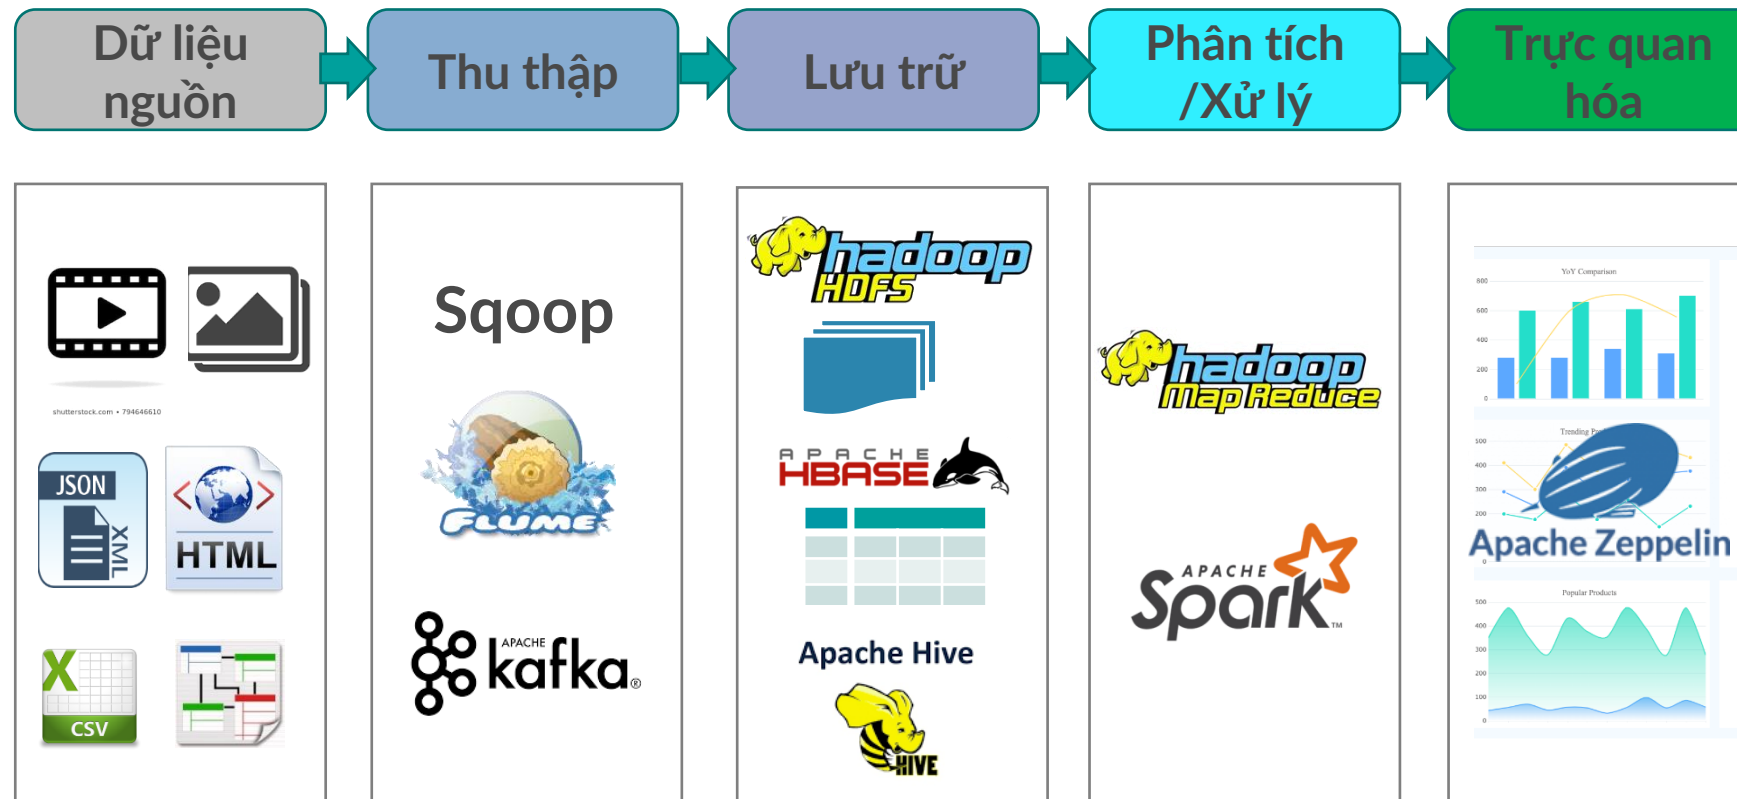 Dữ liệu
nguồn
Thu thập
Lưu trữ
Phân tích
/Xử lý
Trực quan
hóa
shutterstock.com • 794646610
JSON
XML
HTML
X
CSV
Sqoop
FLUME
APACHE
kafka®
hadoop
HDFS
APACHE
HBASE
Apache Hive
HIVE
hadoop
Map Reduce
APACHE
Spark™
YoY Comparison
800
600
400
200
0
Trending
500
400
300
200
0
Apache Zeppelin
Popular Products
500
400
300
200
100
0